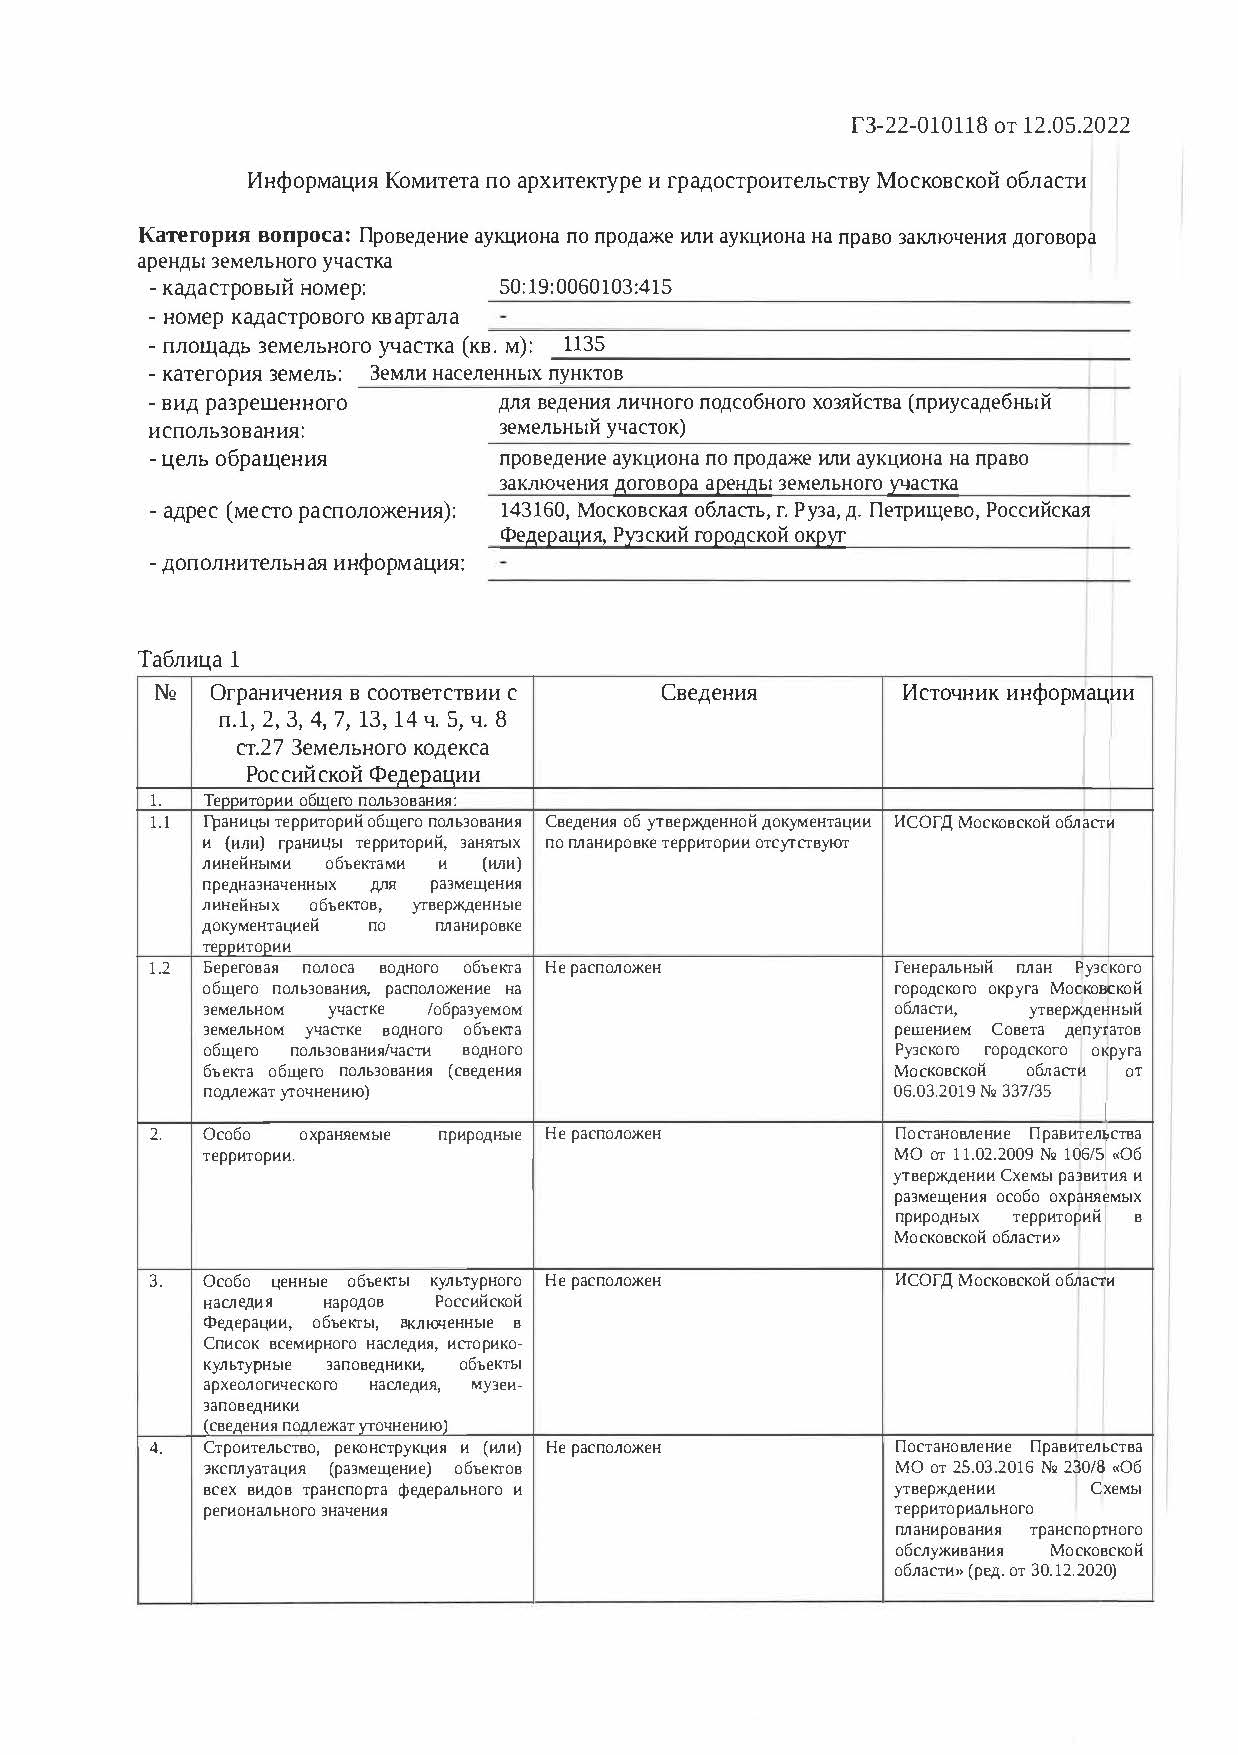 ГЗ-22-010118 от 12.05.2022
Информация Комитета по архитектуре и градостроительству Московской области
Категория вопроса: Проведение аукциона по продаже или аукциона на право заключения договора
аренды земельного участка
- кадастровый номер: 50:19:0060103:415
- номер кадастрового квартала -
- площадь земельного участка (кв. м): 1135
- категория земель: Земли населенных пунктов
- вид разрешенного
использования:
для ведения личного подсобного хозяйства (приусадебный
земельный участок)
- цель обращения
проведение аукциона по продаже или аукциона на право
заключения договора аренды земельного участка
- адрес (место расположения):
143160, Московская область, г. Руза, д. Петрищево, Российская
Федерация, Рузский городской округ
- дополнительная информация: -
Таблица 1
№
Ограничения в соответствии с
п.1, 2, 3, 4, 7, 13, 14 ч. 5, ч. 8
ст.27 Земельного кодекса
Российской Федерации
Сведения
Источник информации
1.
Территории общего пользования:
1.1
Границы территорий общего пользования
и (или) границы территорий, занятых
линейными объектами и (или)
предназначенных для размещения
линейных объектов, утвержденные
документацией по планировке
территории
Сведения об утвержденной документации
по планировке территории отсутствуют
ИСОГД Московской области
1.2
Береговая полоса водного объекта
общего пользования, расположение на
земельном участке /образуемом
земельном участке водного объекта
общего пользования/части водного
бъекта общего пользования (сведения
подлежат уточнению)
Не расположен
Генеральный план Рузского
городского округа Московской
области, утвержденный
решением Совета депутатов
Рузского городского округа
Московской области от
06.03.2019 № 337/35
2.
Особо охраняемые природные
территории.
Не расположен
Постановление Правительства
МО от 11.02.2009 № 106/5 «Об
утверждении Схемы развития и
размещения особо охраняемых
природных территорий в
Московской области»
3.
Особо ценные объекты культурного
наследия народов Российской
Федерации, объекты, включенные в
Список всемирного наследия, историко-
культурные заповедники, объекты
археологического наследия, музеи-
заповедники
(сведения подлежат уточнению)
Не расположен
ИСОГД Московской области
4.
Строительство, реконструкция и (или)
эксплуатация (размещение) объектов
всех видов транспорта федерального и
регионального значения
Не расположен
Постановление Правительства
МО от 25.03.2016 № 230/8 «Об
утверждении Схемы
территориального
планирования транспортного
обслуживания Московской
области» (ред. от 30.12.2020)